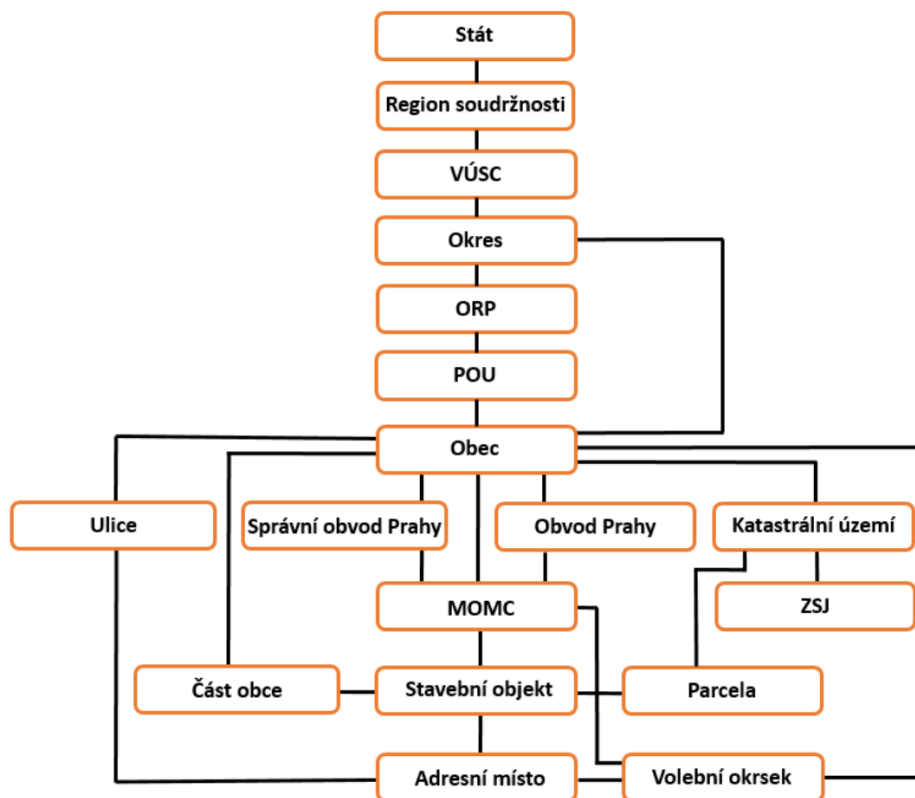 Stát
Region soudržnosti
VÚSC
Okres
ORP
POU
Obec
Ulice
Správní obvod Prahy
Obvod Prahy
Katastrální území
MOMC
ZSJ
Část obce
Stavební objekt
Parcela
Adresní místo
Volební okrsek